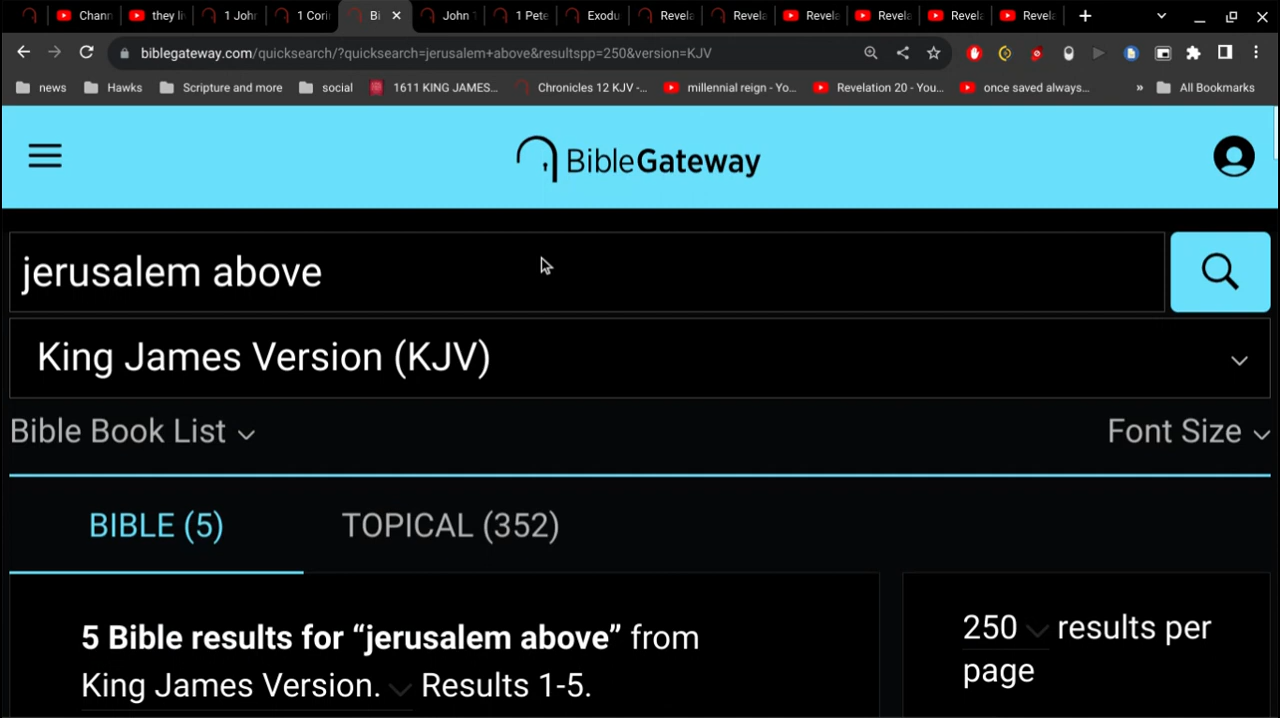 Chann
they li
1 Joh
1 Cori
Bi
John
1 Pete
Exodu
Revela
Revela
Revela
Revela
Revela
Revela
biblegateway.com/quicksearch/?quicksearch=jerusalem+above&resultspp=250&version=KJV
news
Hawks
Scripture and more
social
1611 KING JAMES...
Chronicles 12 KJV -...
millennial reign - Yo...
Revelation 20 - You...
once saved always...
»
All Bookmarks
BibleGateway
jerusalem above
King James Version (KJV)
Bible Book List
Font Size
BIBLE (5)
TOPICAL (352)
5 Bible results for “jerusalem above” from
King James Version. Results 1-5.
250 results per
page